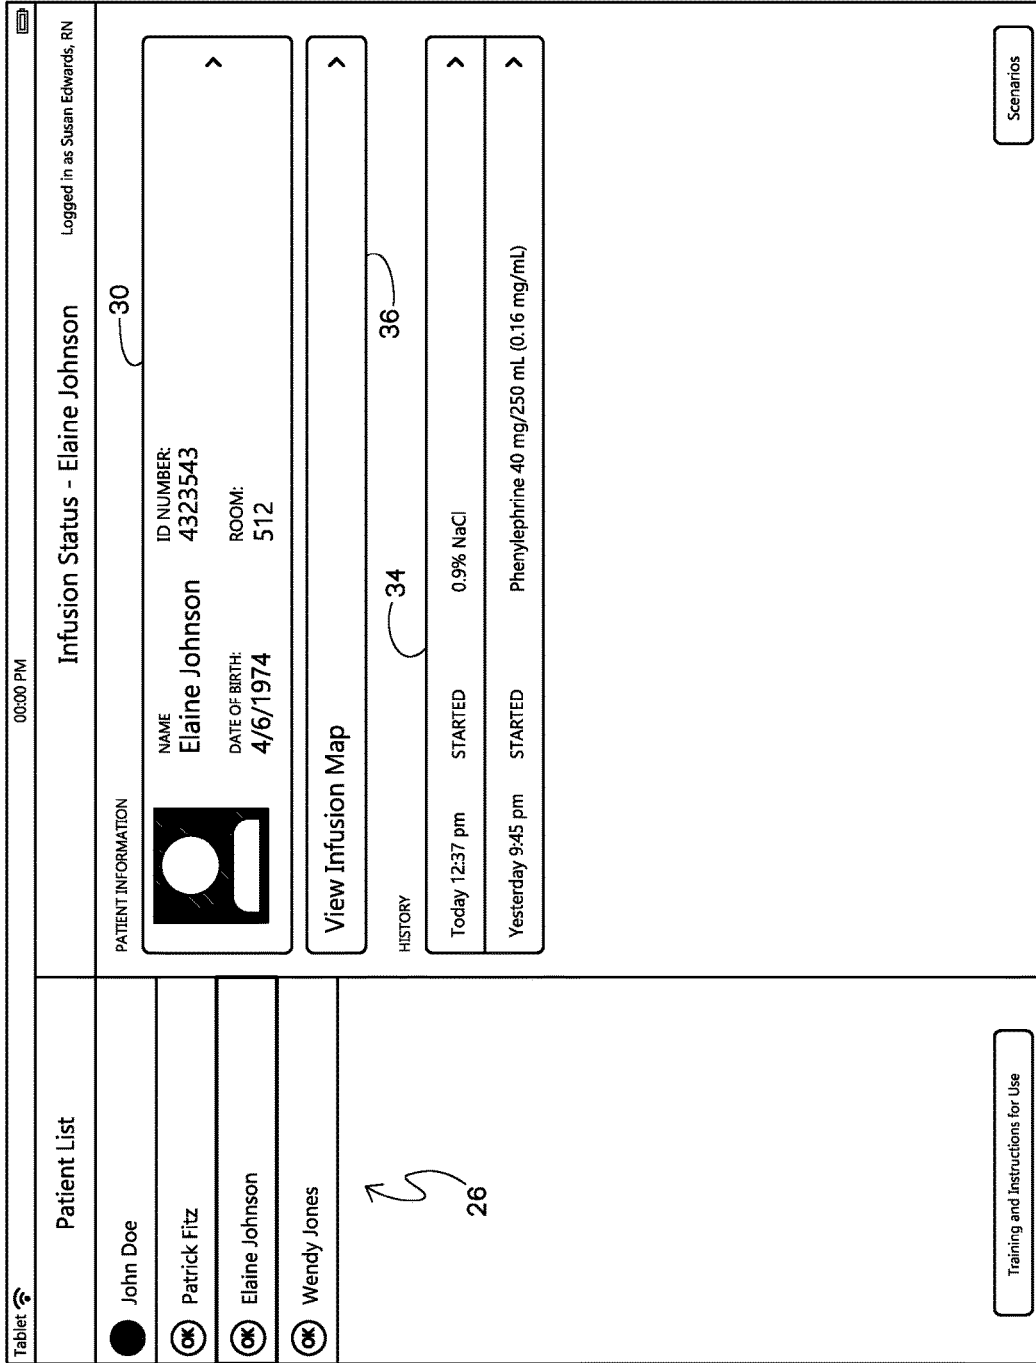 Tablet 00:00 PM
Patient List
Infusion Status - Elaine Johnson
Logged in as Susan Edwards, RN
John Doe
OK Patrick Fitz
OK Elaine Johnson
OK Wendy Jones
26
Training and Instructions for Use
PATIENT INFORMATION
30
NAME
Elaine Johnson
ID NUMBER:
4323543
DATE OF BIRTH:
4/6/1974
ROOM:
512
View Infusion Map
36
HISTORY
34
Today 12:37 pm STARTED 0.9% NaCl
Yesterday 9:45 pm STARTED Phenylephrine 40 mg/250 mL (0.16 mg/mL)
Scenarios